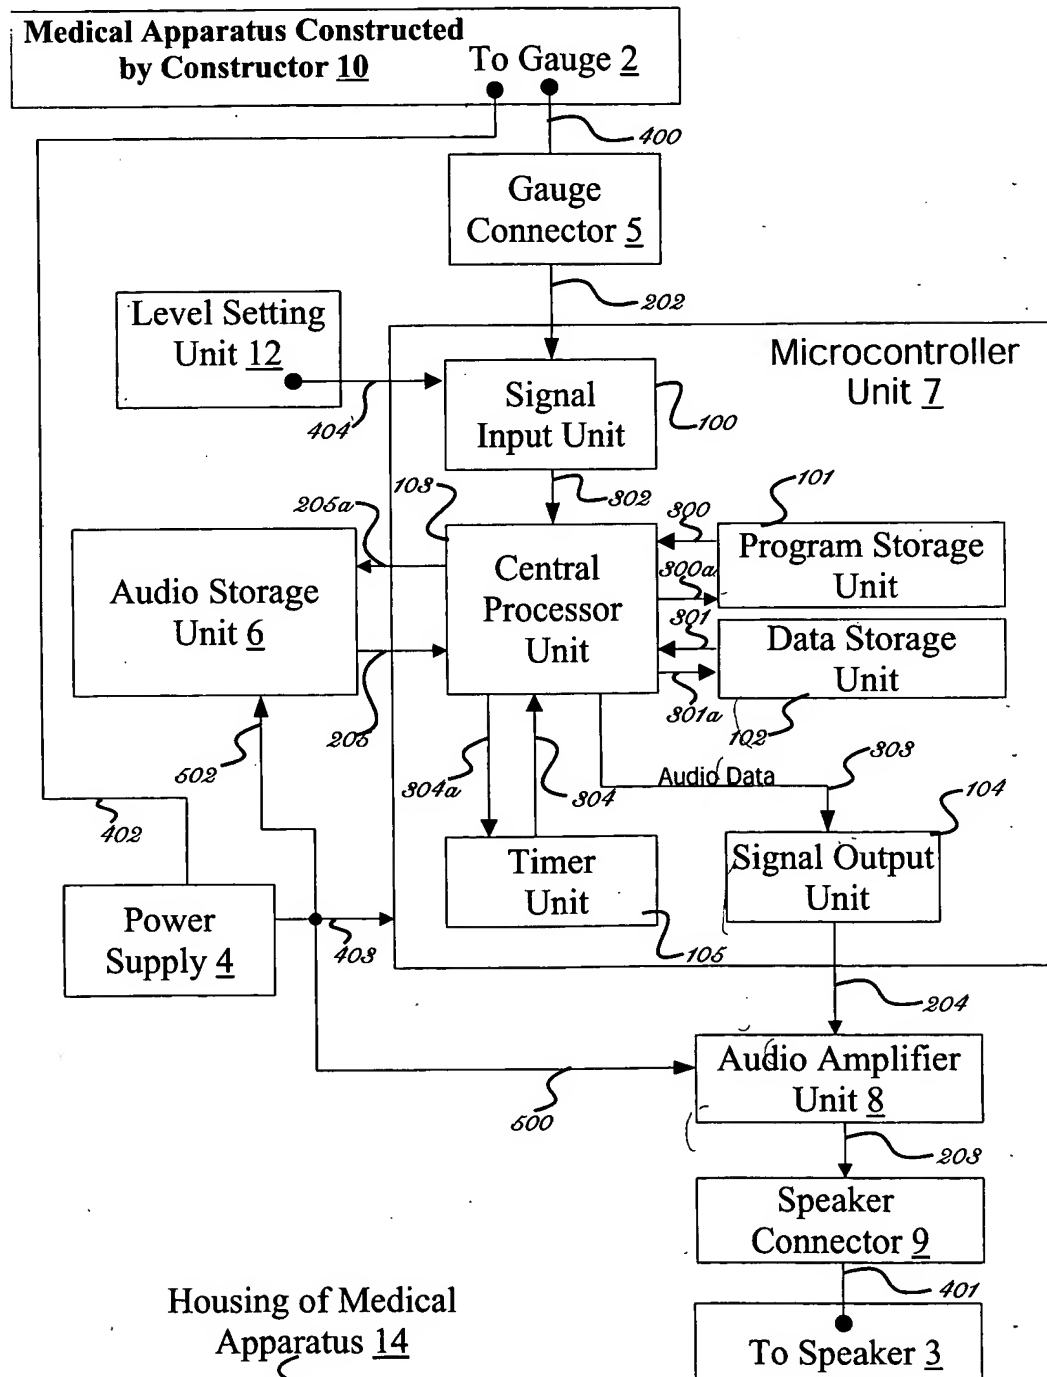 Medical Apparatus Constructed
by Constructor 10
To Gauge 2
400
Gauge
Connector 5
202
Level Setting
Unit 12
404
Microcontroller
Unit 7
Signal
Input Unit
100
302
103
205a
101
300
Program Storage
Unit
300a
Audio Storage
Unit 6
Central
Processor
Unit
301
Data Storage
Unit
301a
102
205
502
304a
304
Audio Data
303
104
402
Timer
Unit
Signal Output
Unit
Power
Supply 4
403
105
204
Audio Amplifier
Unit 8
500
203
Speaker
Connector 9
401
Housing of Medical
Apparatus 14
To Speaker 3